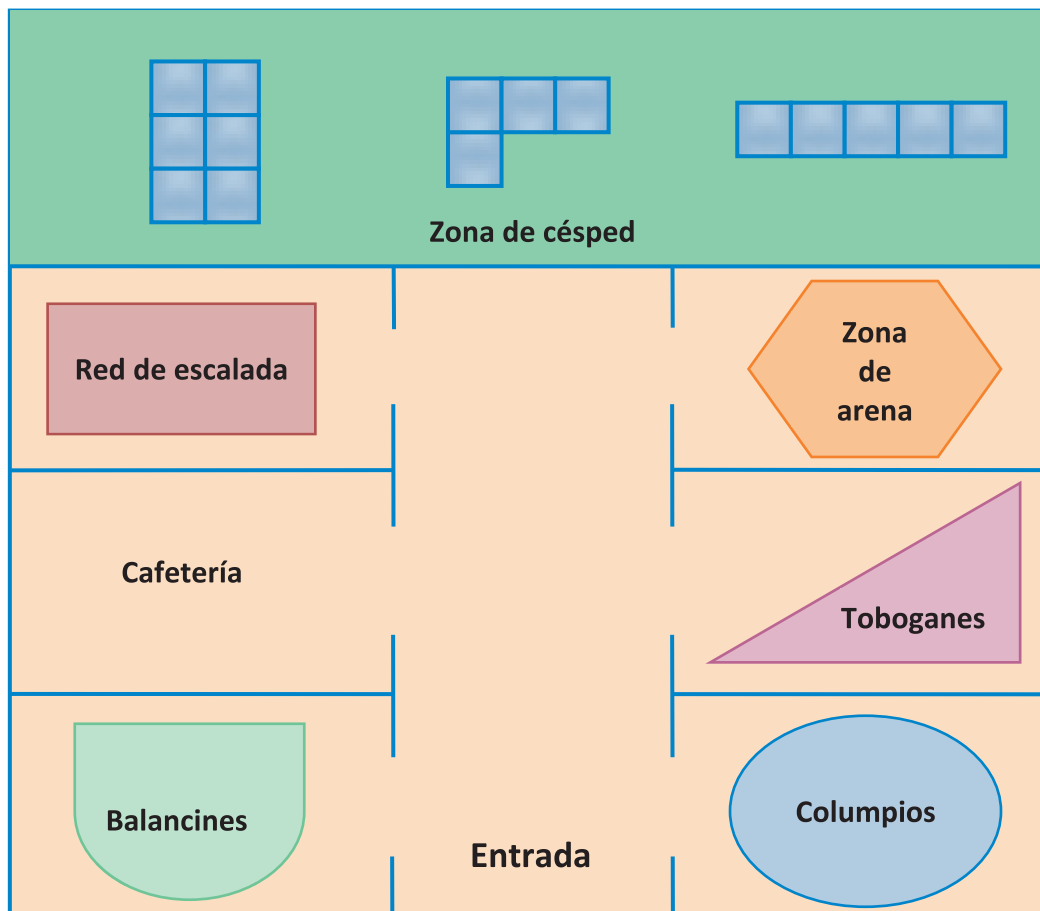 Zona de césped
Red de escalada
Zona
de
arena
Cafetería
Toboganes
Balancines
Columpios
Entrada